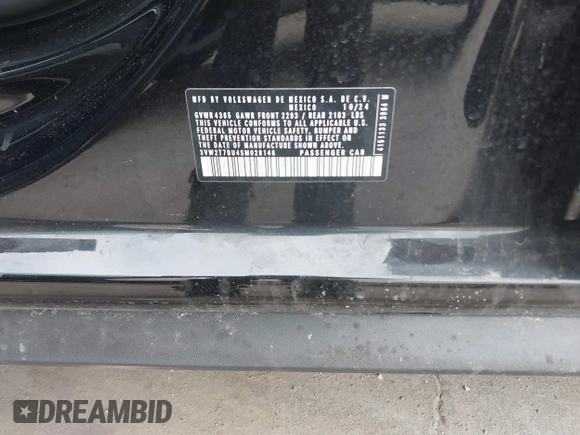 MFD BY VOLKSWAGEN DE MEXICO S.A. DE C.V.
MEXICO 10/24
GVWR 4365 GAWR FRONT 2293 / REAR 2183 LBS
THIS VEHICLE CONFORMS TO ALL APPLICABLE U.S.
FEDERAL MOTOR VEHICLE SAFETY, BUMPER AND
THEFT PREVENTION STANDARDS IN EFFECT ON
THE DATE OF MANUFACTURE SHOWN ABOVE.
PASSENGER CAR
DREAMBID